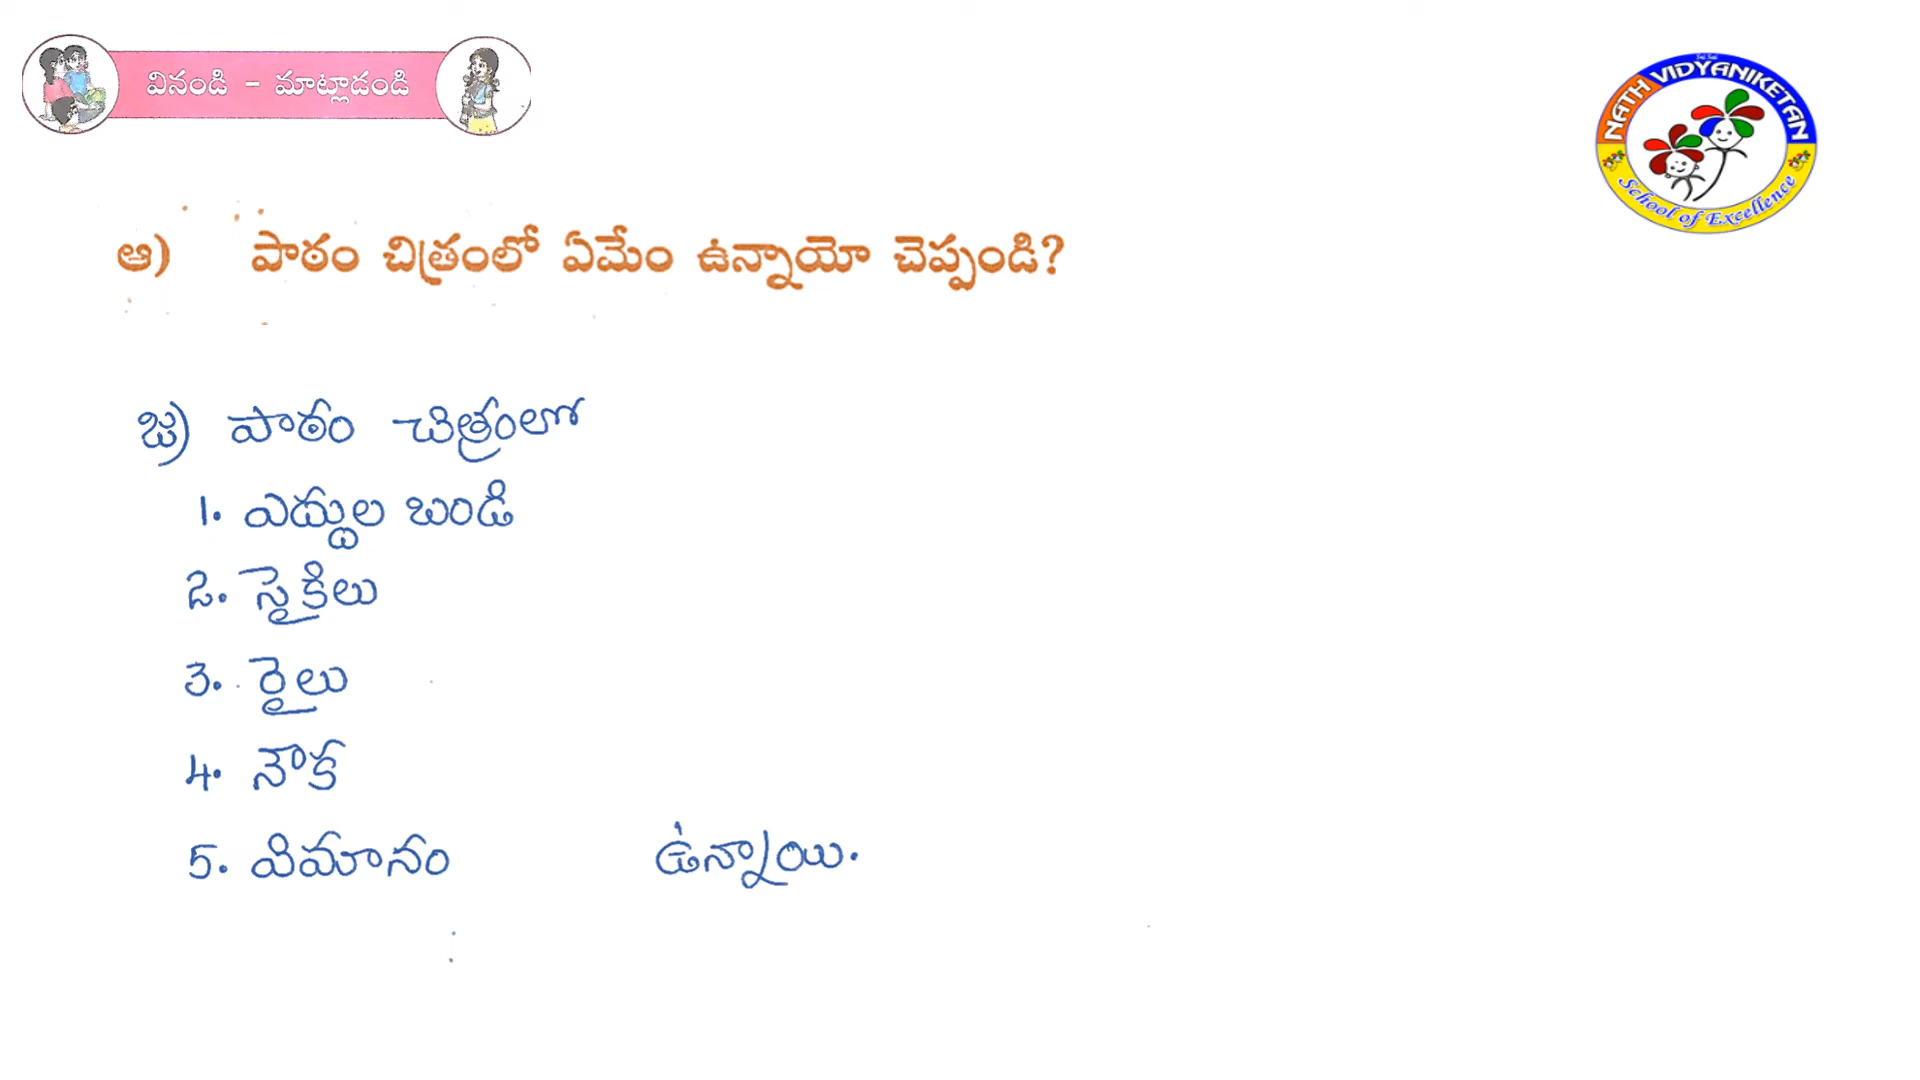 వినండి - మాట్లాడండి
NATH VIDYANIKETAN
School of Excellence
ఆ) పాఠం చిత్రంలో ఏమేం ఉన్నాయో చెప్పండి?
జ) పాఠం చిత్రంలో
1. ఎద్దుల బండి
2. సైకిలు
3. రైలు
4. నౌక
5. విమానం ఉన్నాయి.